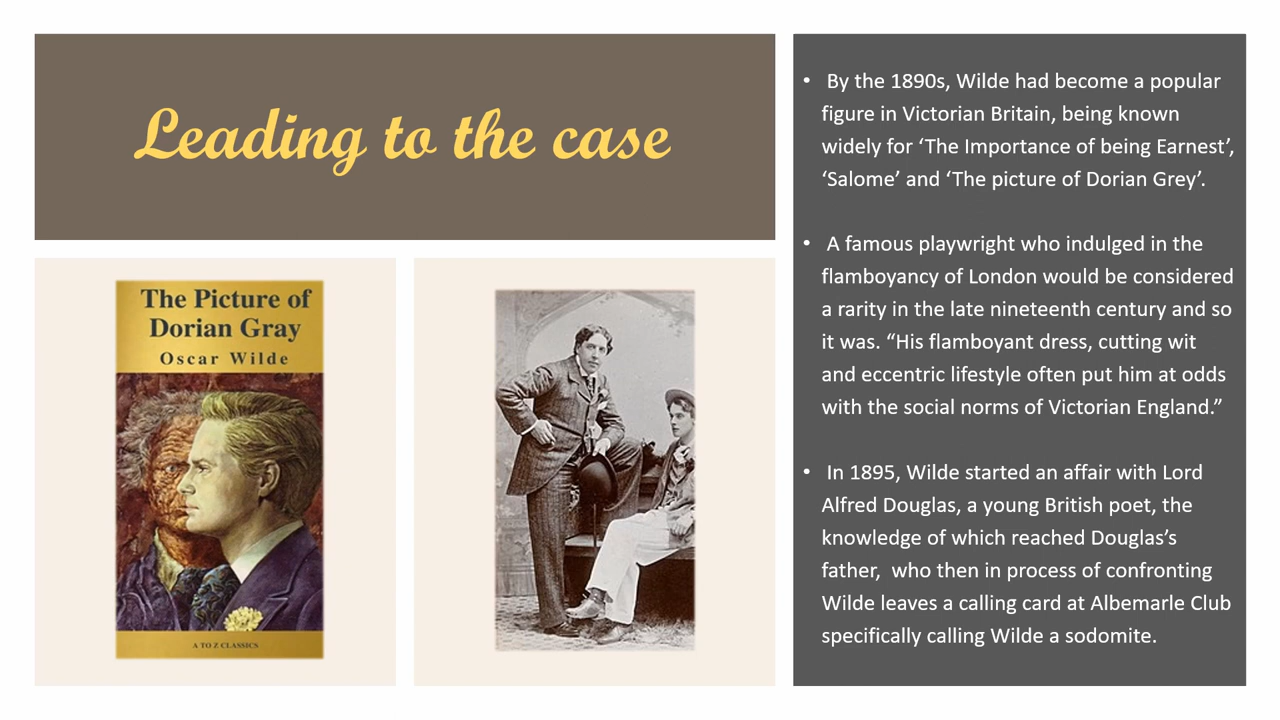 Leading to the case
The Picture of
Dorian Gray
Oscar Wilde
A TO Z CLASSICS
• By the 1890s, Wilde had become a popular
figure in Victorian Britain, being known
widely for ‘The Importance of being Earnest’,
‘Salome’ and ‘The picture of Dorian Grey’.
• A famous playwright who indulged in the
flamboyancy of London would be considered
a rarity in the late nineteenth century and so
it was. “His flamboyant dress, cutting wit
and eccentric lifestyle often put him at odds
with the social norms of Victorian England.”
• In 1895, Wilde started an affair with Lord
Alfred Douglas, a young British poet, the
knowledge of which reached Douglas’s
father,  who then in process of confronting
Wilde leaves a calling card at Albemarle Club
specifically calling Wilde a sodomite.